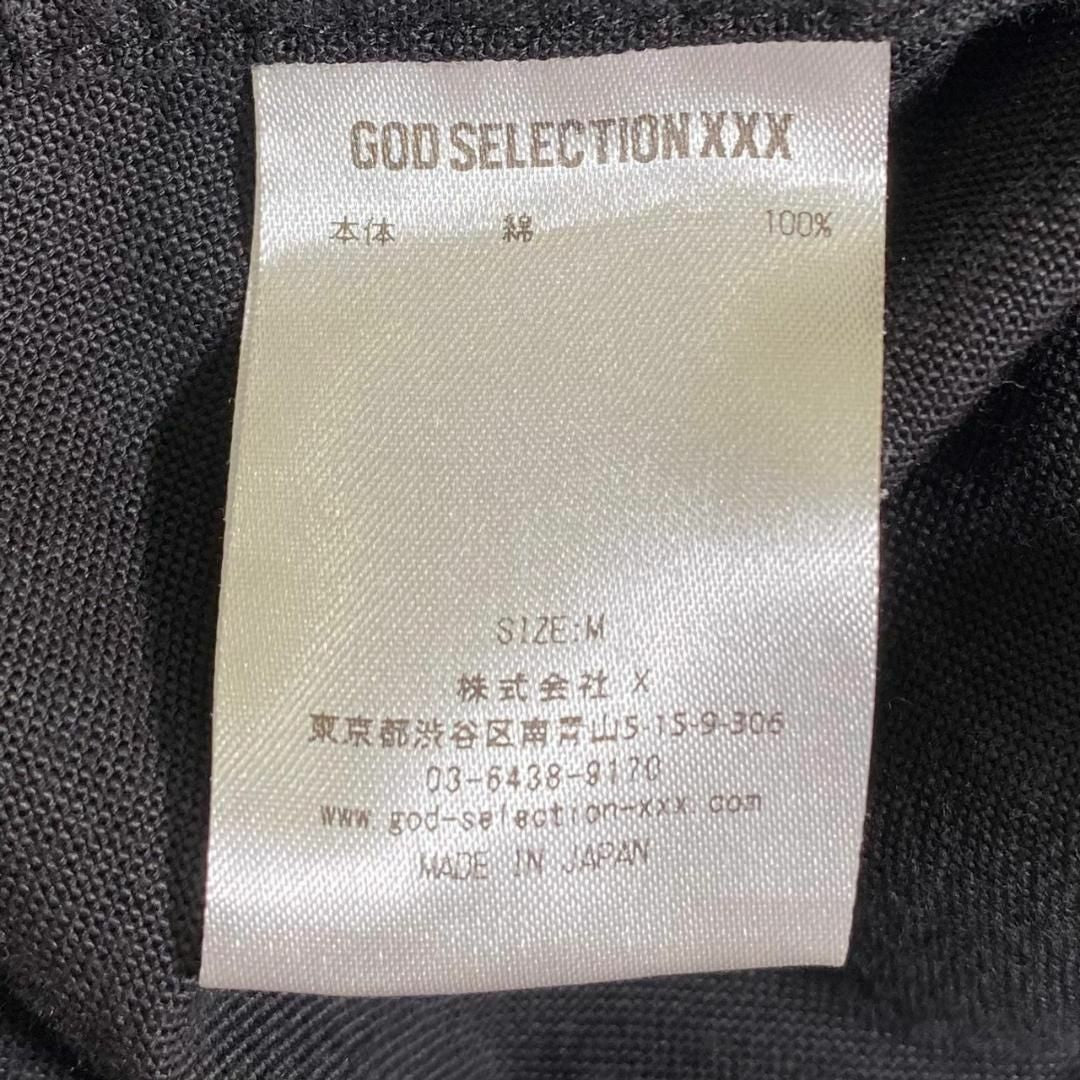 GOD SELECTION XXX
本体 綿 100%
SIZE:M
株式会社 X
東京都渋谷区南青山5-15-9-306
03-6438-9170
www.god-selection-xxx.com
MADE IN JAPAN